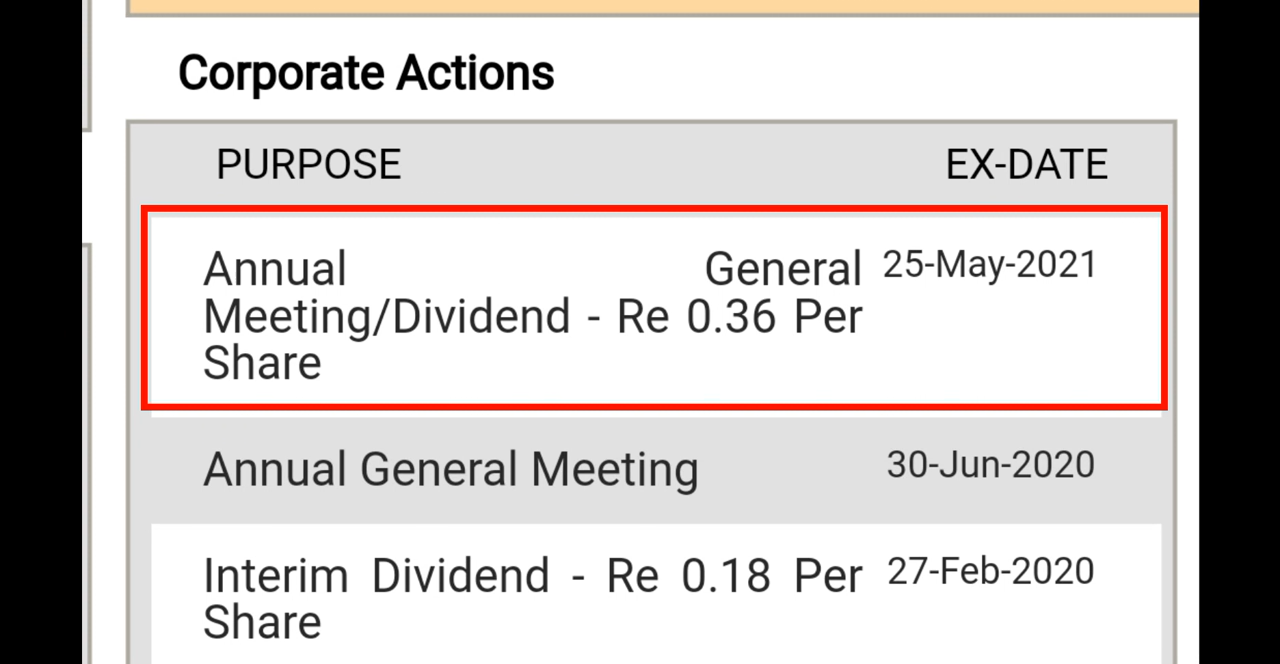 Corporate Actions
PURPOSE EX-DATE
Annual General 25-May-2021
Meeting/Dividend - Re 0.36 Per
Share
Annual General Meeting 30-Jun-2020
Interim Dividend - Re 0.18 Per 27-Feb-2020
Share